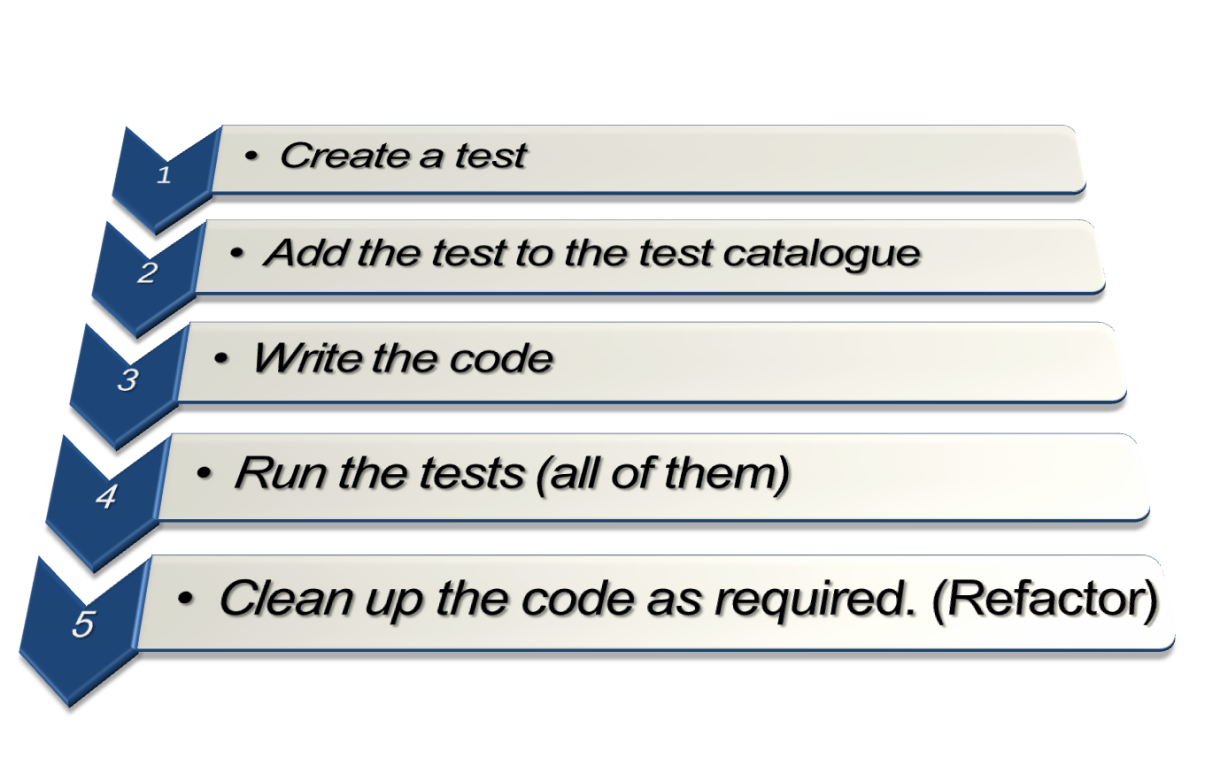 1 • Create a test
2 • Add the test to the test catalogue
3 • Write the code
4 • Run the tests (all of them)
5 • Clean up the code as required. (Refactor)